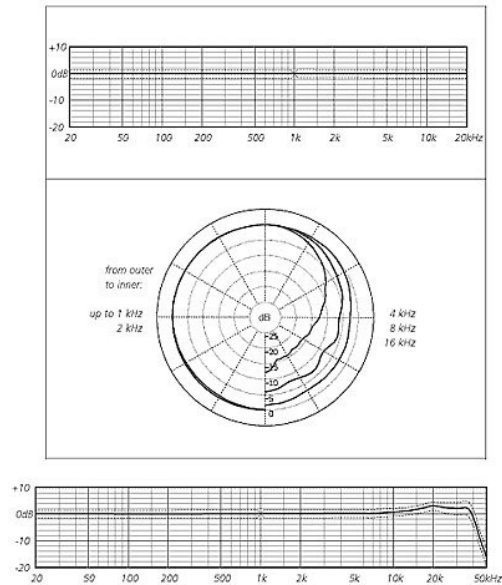 +10
0dB
-10
-20
20 50 100 200 500 1k 2k 5k 10k 20kHz
from outer
to inner:
up to 1 kHz
2 kHz
dB
4 kHz
8 kHz
16 kHz
-25
-20
-15
-10
-5
0
+10
0dB
-10
-20
20 50 100 200 500 1k 2k 5k 10k 20k 50kHz